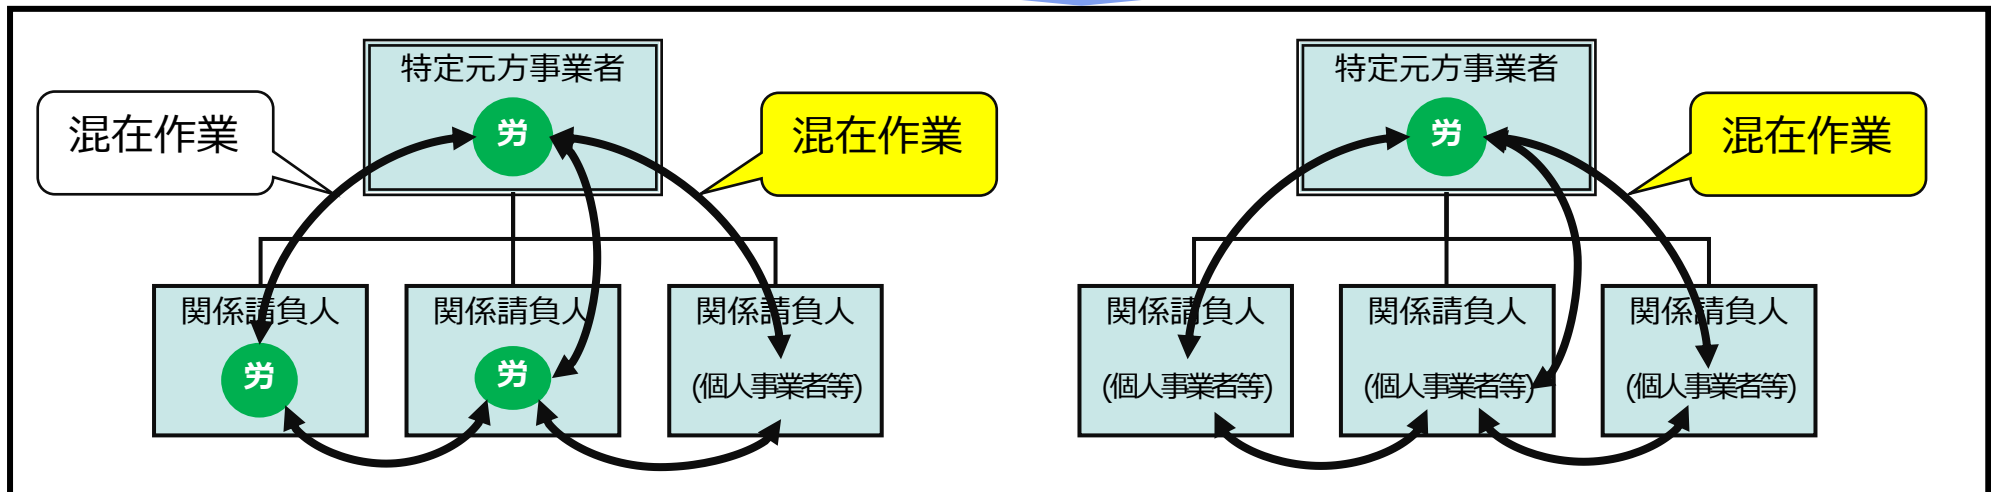 特定元方事業者
労
混在作業
混在作業
関係請負人
労
関係請負人
労
関係請負人
(個人事業者等)
特定元方事業者
労
混在作業
関係請負人
(個人事業者等)
関係請負人
(個人事業者等)
関係請負人
(個人事業者等)